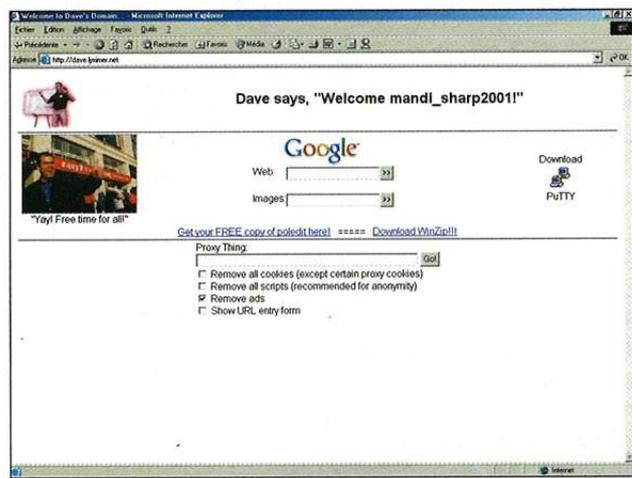 Welcome to Dave's Domain... - Microsoft Internet Explorer
Fichier Edition Affichage Favoris Outils ?
Précédente Rechercher Favoris Média
Adresse http://dave.lpsiner.net OK
Dave says, "Welcome mandi_sharp2001!"
Google
Web: >>
Images: >>
Download
PuTTY
"Yay! Free time for all!"
Get your FREE copy of poledit here! ===== Download WinZip!!!
Proxy Thing:
Go!
Remove all cookies (except certain proxy cookies)
Remove all scripts (recommended for anonymity)
Remove ads
Show URL entry form
Internet